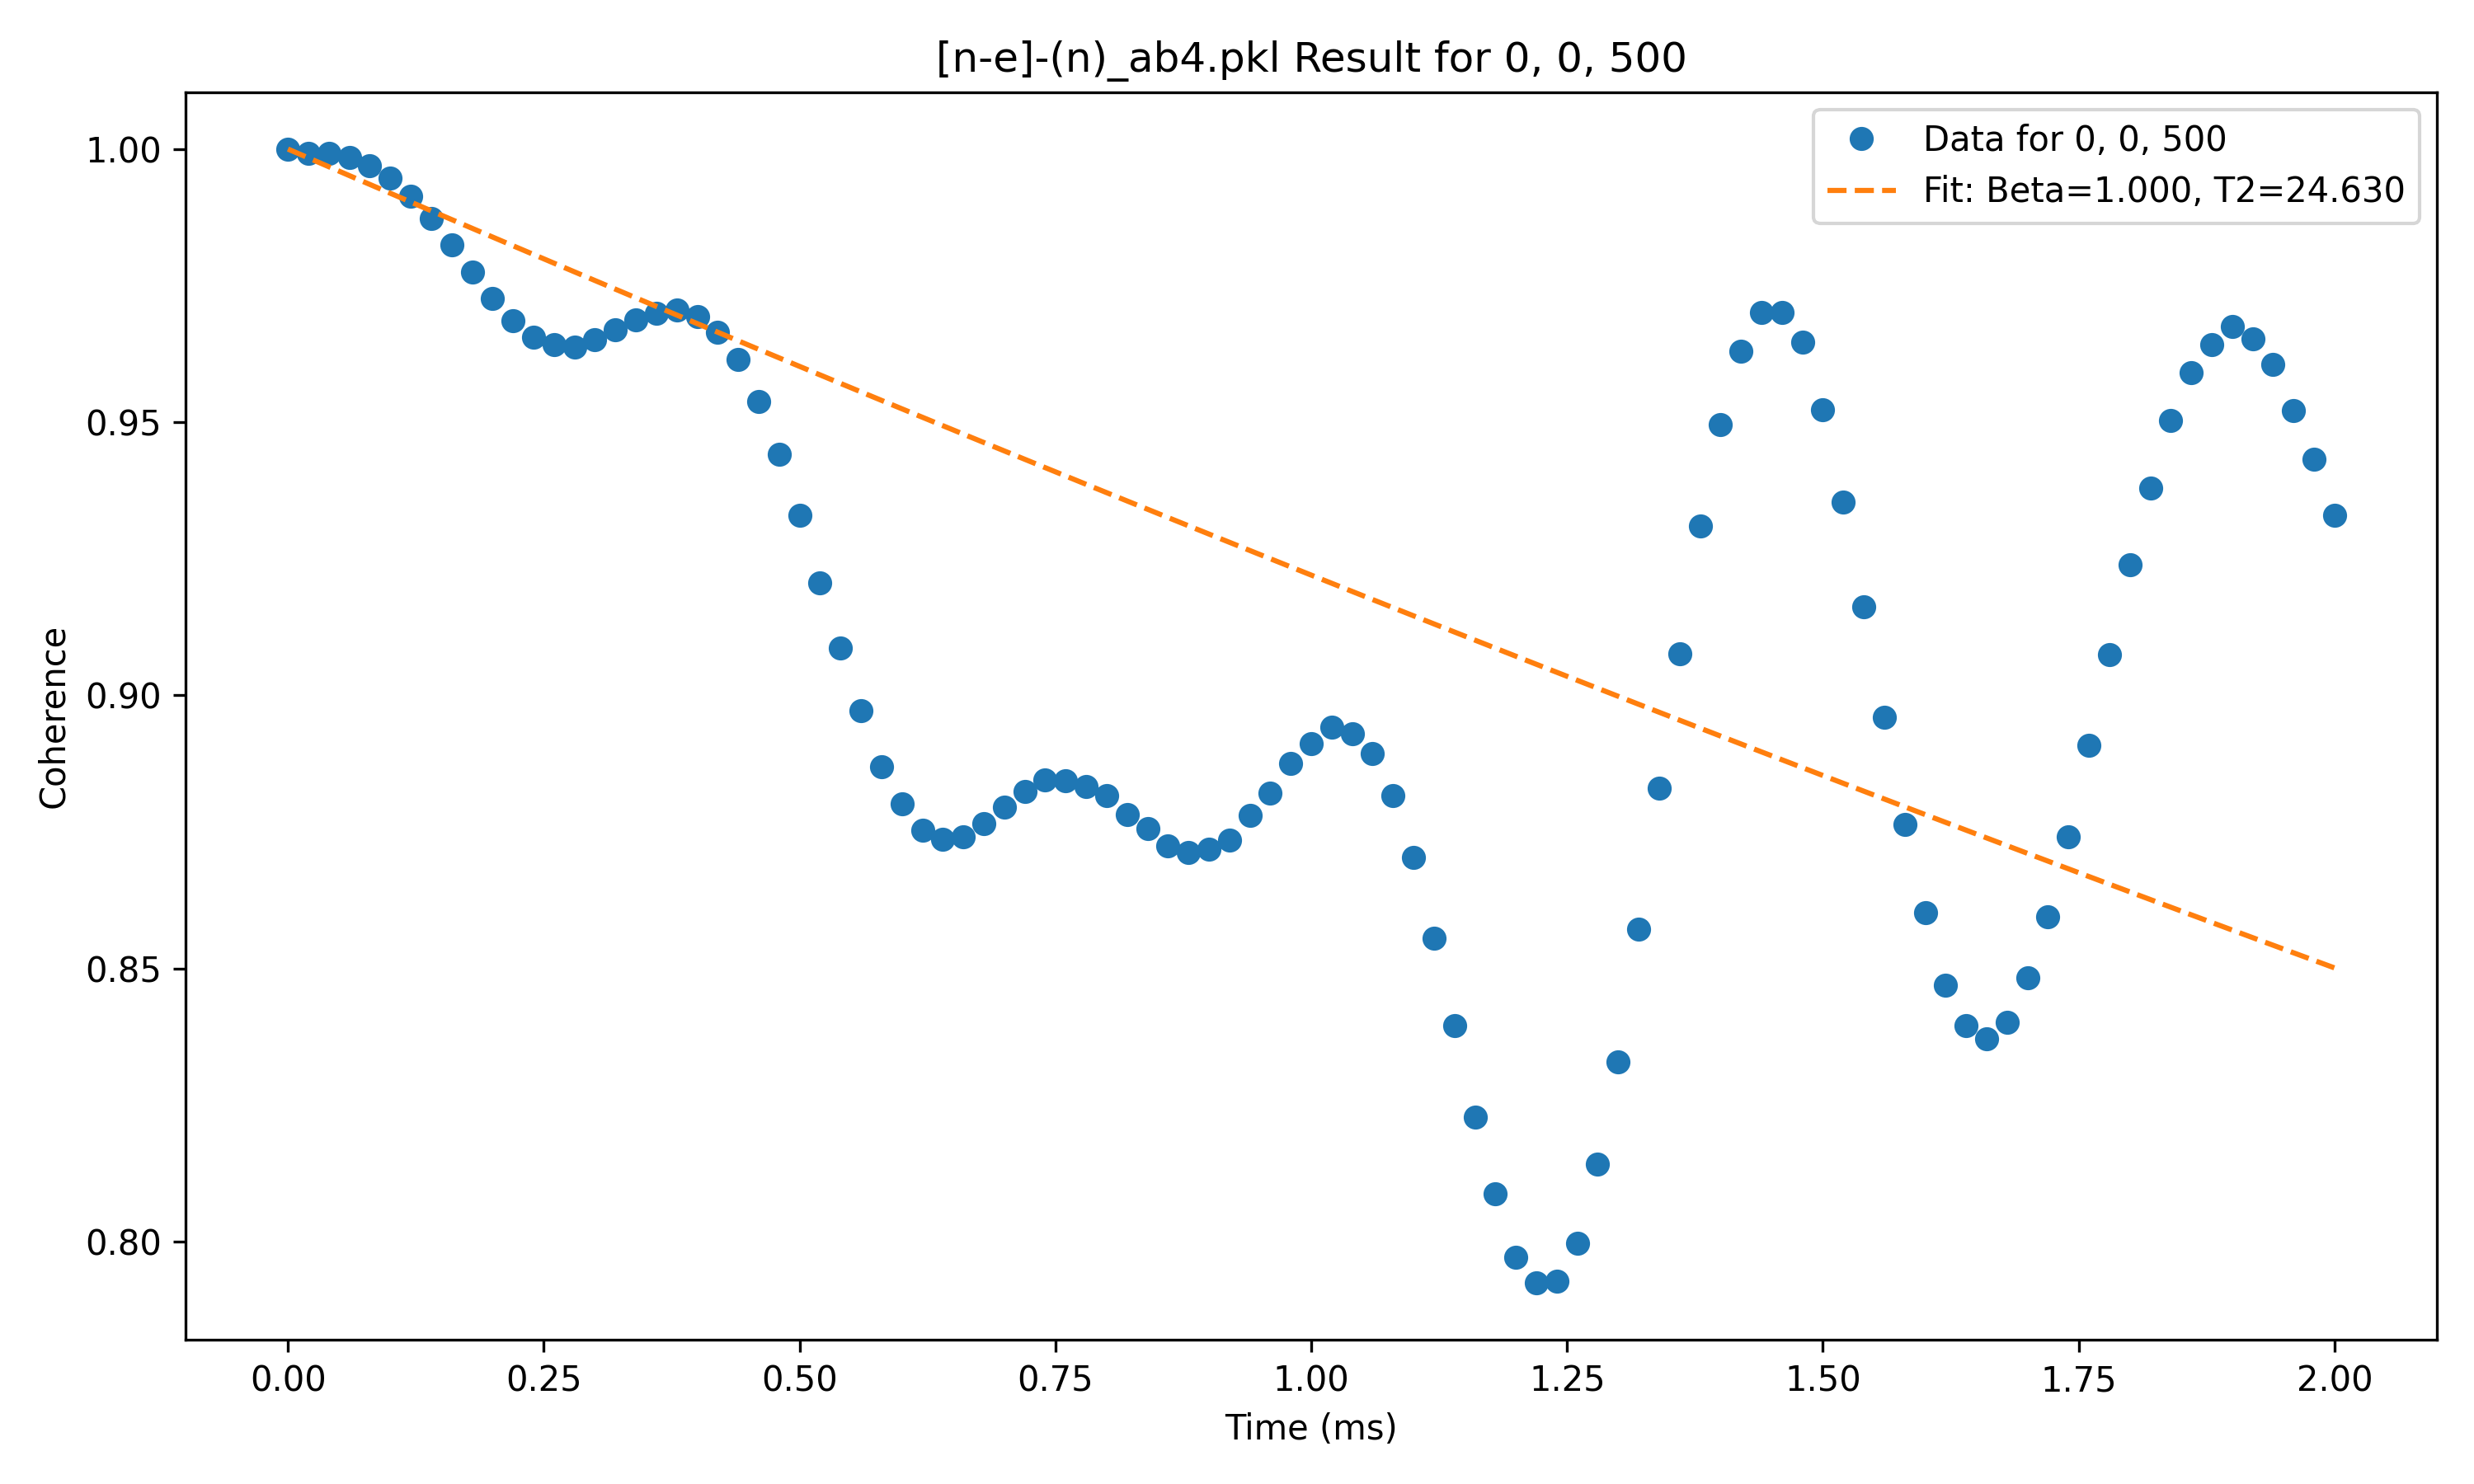 [n-e]-(n)_ab4.pkl Result for 0, 0, 500
Data for 0, 0, 500
Fit: Beta=1.000, T2=24.630
Coherence
1.00
0.95
0.90
0.85
0.80
0.00 0.25 0.50 0.75 1.00 1.25 1.50 1.75 2.00
Time (ms)